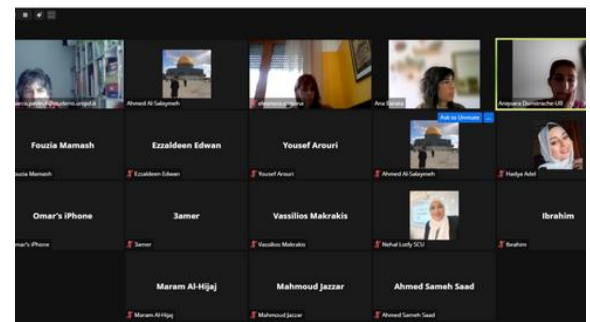 Ahmed Al-Salaymeh
Ana Barata
Ask to Unmute
...
Fouzia Mamash
Ezzaldeen Edwan
Yousef Arouri
Fouzia Mamash
Ezzaldeen Edwan
Yousef Arouri
Ahmed Al-Salaymeh
Hadya Adel
Omar's iPhone
3amer
Vassilios Makrakis
Ibrahim
Omar's iPhone
3amer
Vassilios Makrakis
Nehal Lutfy SCU
Ibrahim
Maram Al-Hijaj
Mahmoud Jazzar
Ahmed Sameh Saad
Maram Al-Hijaj
Mahmoud Jazzar
Ahmed Sameh Saad